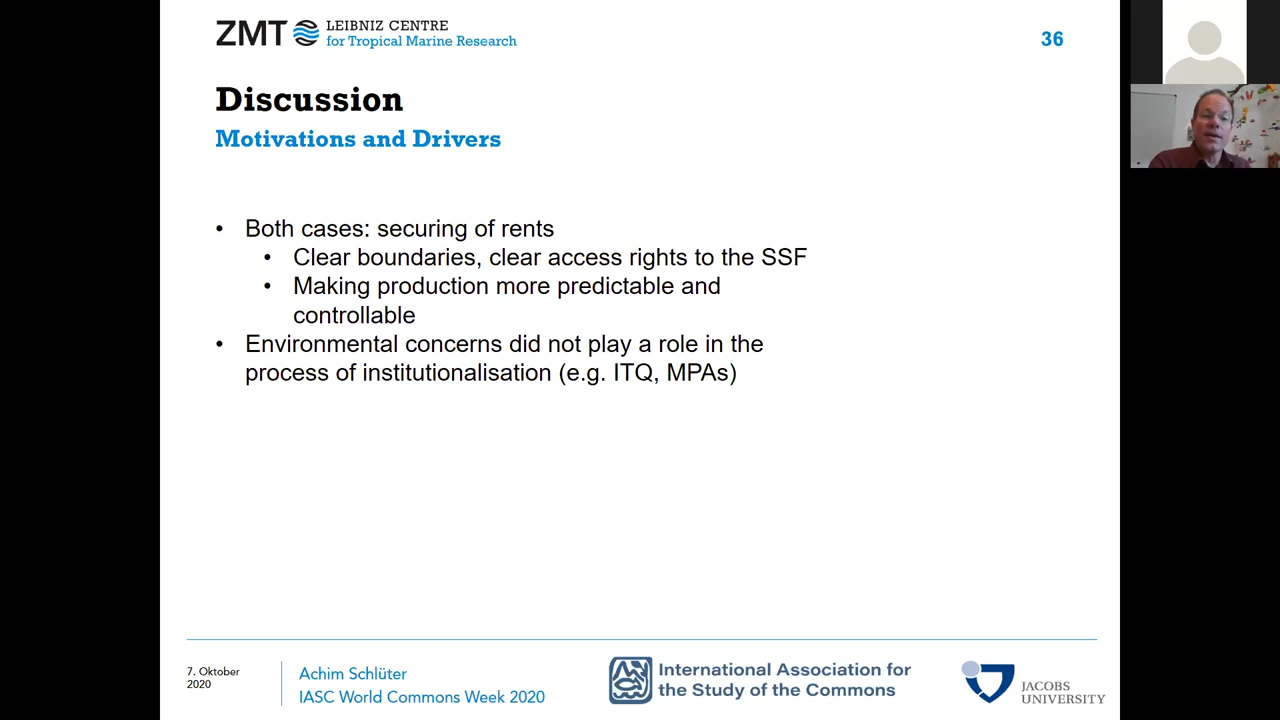 ZMT LEIBNIZ CENTRE
for Tropical Marine Research
36
Discussion
Motivations and Drivers
• Both cases: securing of rents
• Clear boundaries, clear access rights to the SSF
• Making production more predictable and
controllable
• Environmental concerns did not play a role in the
process of institutionalisation (e.g. ITQ, MPAs)
7. Oktober
2020
Achim Schlüter
IASC World Commons Week 2020
International Association for
the Study of the Commons
JACOBS
UNIVERSITY